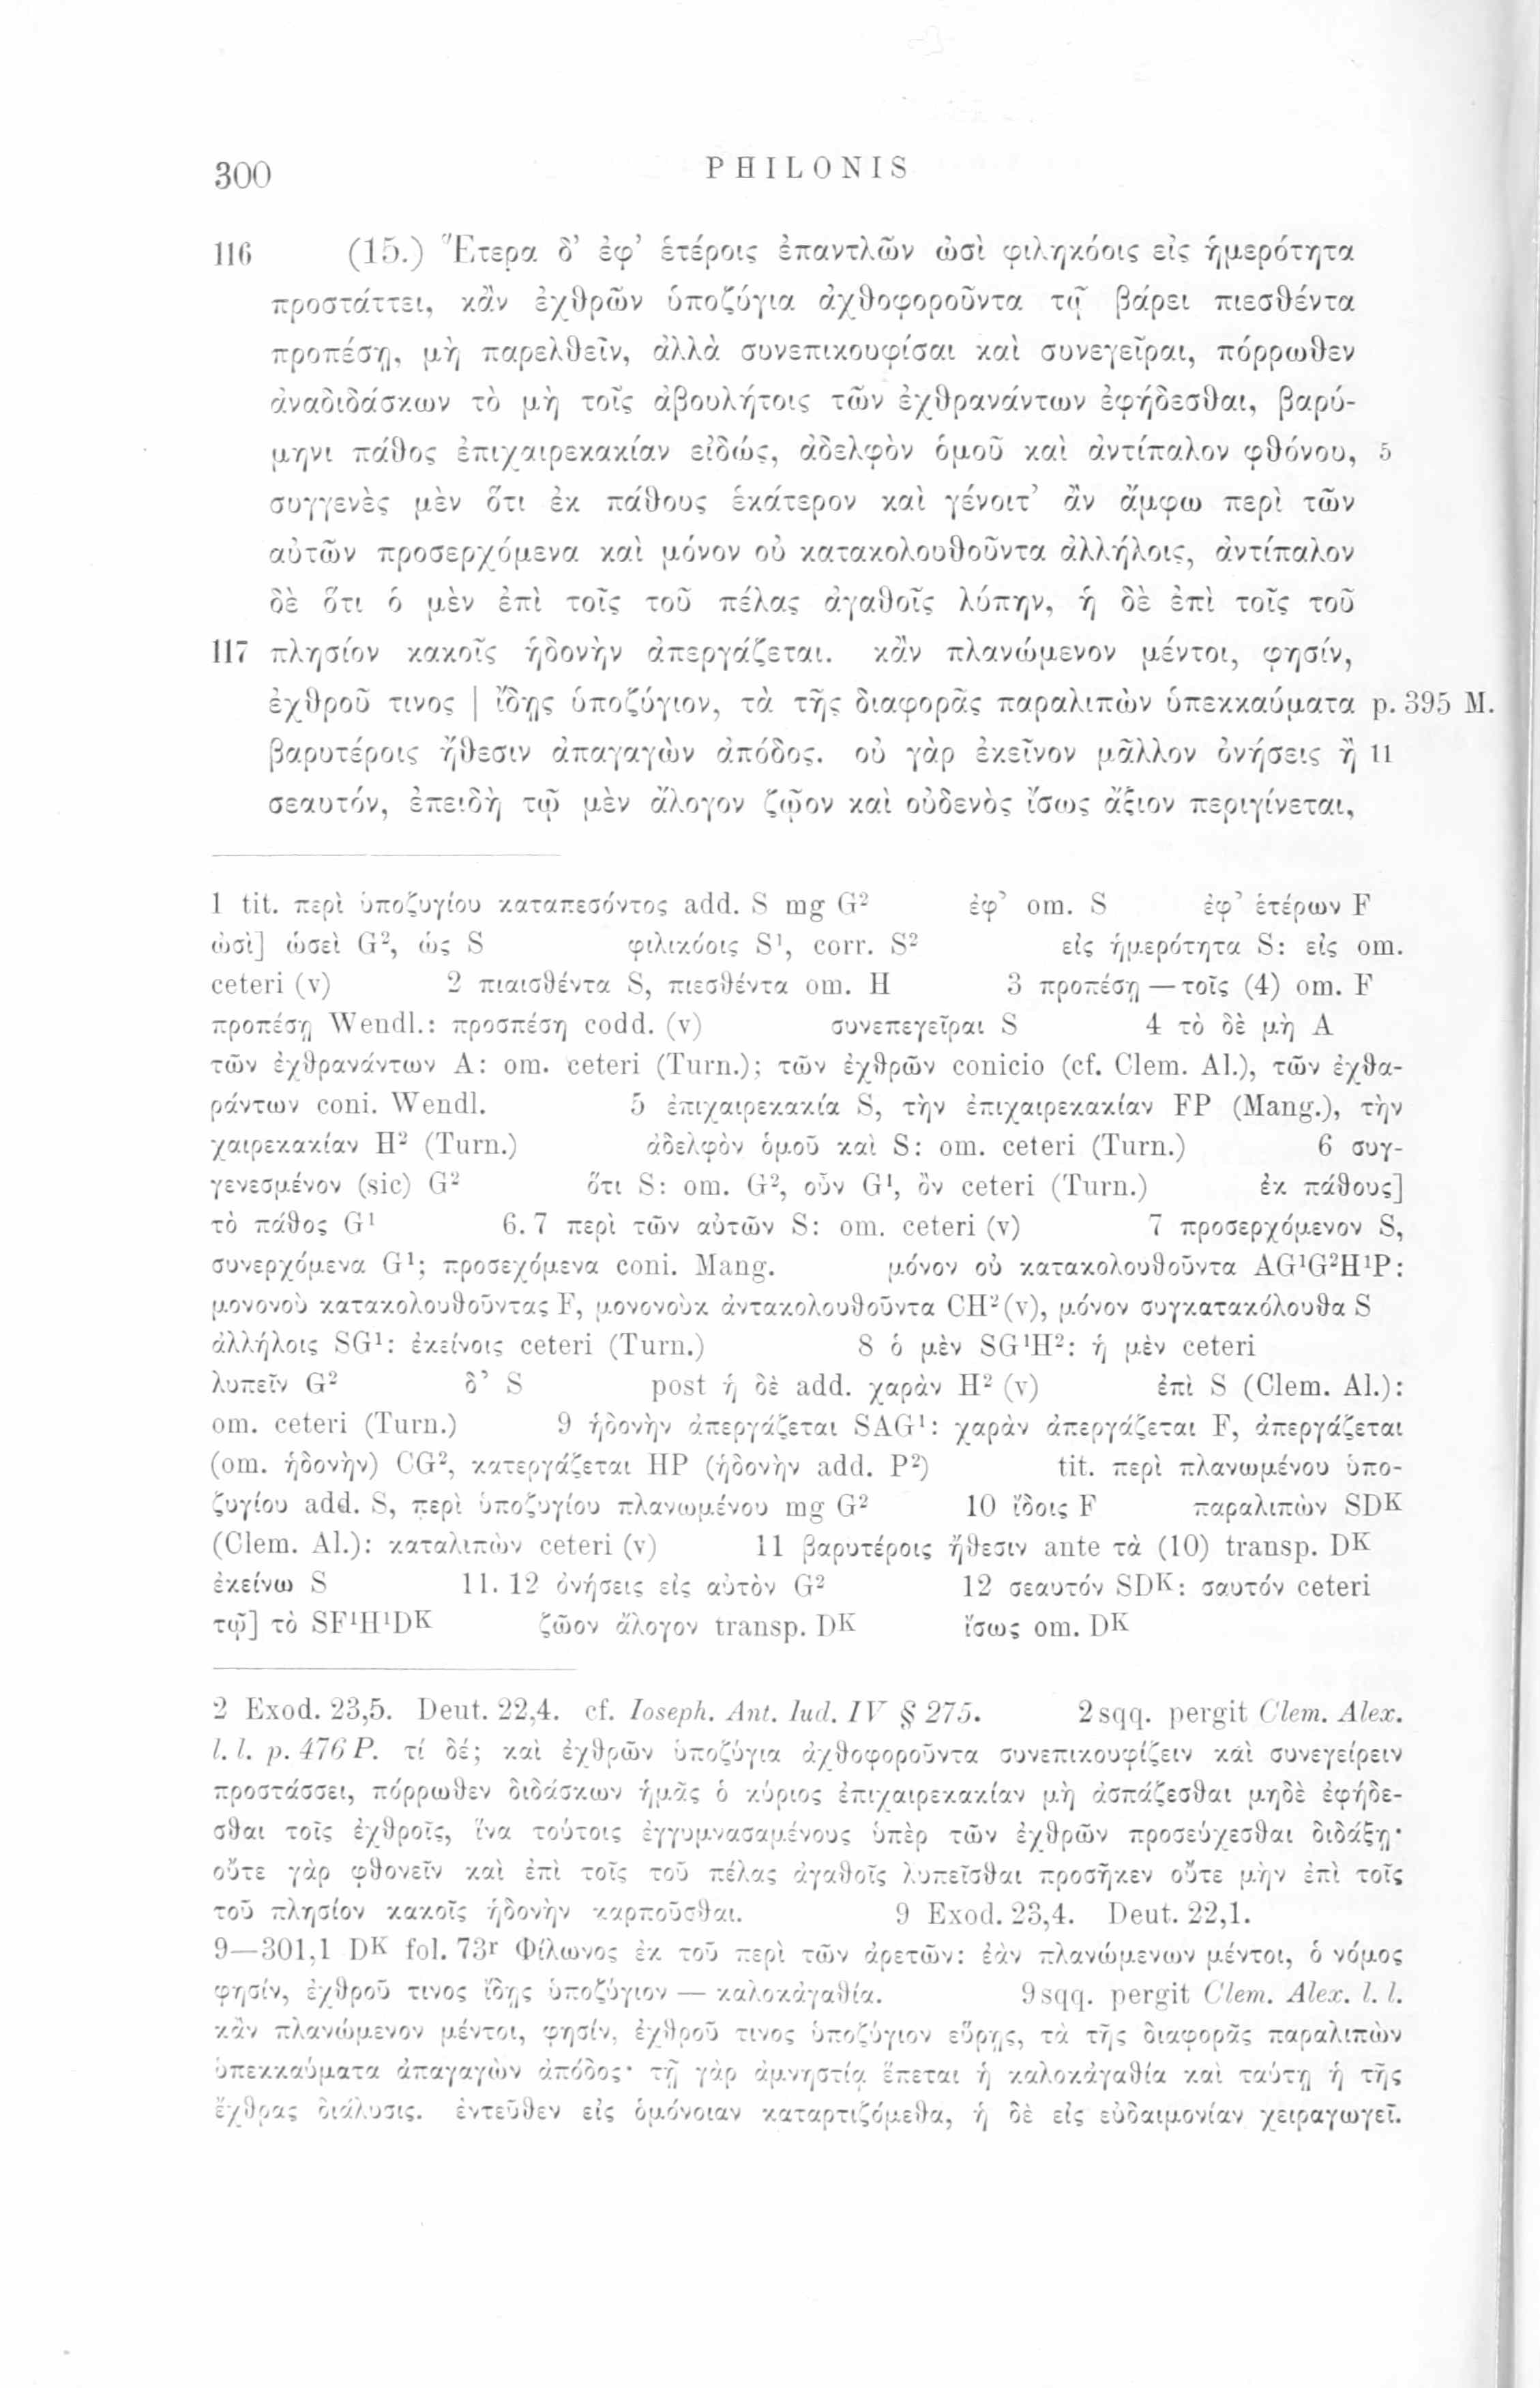 300 PHILONIS
116 (15.) Ἕτερα δ’ ἐφ’ ἑτέροις ἐπαντλῶν ὠσὶ φιληκόοις εἰς ἡμερότητα
προστάττει, κἂν ἐχθρῶν ὑποζύγια ἀχθοφοροῦντα τῷ βάρει πιεσθέντα
προπέσῃ, μὴ παρελθεῖν, ἀλλὰ συνεπικουφίσαι καὶ συνεγεῖραι, πόρρωθεν
ἀναδιδάσκων τὸ μὴ τοῖς ἀβουλήτοις τῶν ἐχθρανάντων ἐφήδεσθαι, βαρύ-
μηνι πάθος ἐπιχαιρεκακίαν εἰδώς, ἀδελφὸν ὁμοῦ καὶ ἀντίπαλον φθόνου, 5
συγγενὲς μὲν ὅτι ἐκ πάθους ἑκάτερον καὶ γένοιτ’ ἂν ἄμφω περὶ τῶν
αὐτῶν προσερχόμενα καὶ μόνον οὐ κατακολουθοῦντα ἀλλήλοις, ἀντίπαλον
δὲ ὅτι ὁ μὲν ἐπὶ τοῖς τοῦ πέλας ἀγαθοῖς λύπην, ἡ δὲ ἐπὶ τοῖς τοῦ
117 πλησίον κακοῖς ἡδονὴν ἀπεργάζεται. κἂν πλανώμενον μέντοι, φησίν,
ἐχθροῦ τινος | ἴδῃς ὑποζύγιον, τὰ τῆς διαφορᾶς παραλιπὼν ὑπεκκαύματα p. 395 M.
βαρυτέροις ἤθεσιν ἀπαγαγὼν ἀπόδος. οὐ γὰρ ἐκεῖνον μᾶλλον ὀνήσεις ἢ 11
σεαυτόν, ἐπειδὴ τῷ μὲν ἄλογον ζῷον καὶ οὐδενὸς ἴσως ἄξιον περιγίνεται,
1 tit. περὶ ὑποζυγίου καταπεσόντος add. S mg G² ἐφ’ om. S ἐφ’ ἑτέρων F
ὠσὶ] ὡσεὶ G², ὡς S φιλικόοις S¹, corr. S² εἰς ἡμερότητα S: εἰς om.
ceteri (v) 2 πιαισθέντα S, πιεσθέντα om. H 3 προπέσῃ — τοῖς (4) om. F
προπέσῃ Wendl.: προσπέσῃ codd. (v) συνεπεγεῖραι S 4 τὸ δὲ μὴ A
τῶν ἐχθρανάντων A: om. ceteri (Turn.); τῶν ἐχθρῶν conicio (cf. Clem. Al.), τῶν ἐχθα-
ράντων coni. Wendl. 5 ἐπιχαιρεκακία S, τὴν ἐπιχαιρεκακίαν FP (Mang.), τὴν
χαιρεκακίαν H² (Turn.) ἀδελφὸν ὁμοῦ καὶ S: om. ceteri (Turn.) 6 συγ-
γενεσμένον (sic) G² ὅτι S: om. G², οὖν G¹, ὂν ceteri (Turn.) ἐκ πάθους]
τὸ πάθος G¹ 6. 7 περὶ τῶν αὐτῶν S: om. ceteri (v) 7 προσερχόμενον S,
συνερχόμενα G¹; προσεχόμενα coni. Mang. μόνον οὐ κατακολουθοῦντα AG¹G²H¹P:
μονονοὺ κατακολουθοῦντας F, μονονοὺκ ἀντακολουθοῦντα CH²(v), μόνον συγκατακόλουθα S
ἀλλήλοις SG¹: ἐκείνοις ceteri (Turn.) 8 ὁ μὲν SG¹H²: ἡ μὲν ceteri
λυπεῖν G² δ’ S post ἡ δὲ add. χαρὰν H² (v) ἐπὶ S (Clem. Al.):
om. ceteri (Turn.) 9 ἡδονὴν ἀπεργάζεται SAG¹: χαρὰν ἀπεργάζεται F, ἀπεργάζεται
(om. ἡδονὴν) CG², κατεργάζεται HP (ἡδονὴν add. P²) tit. περὶ πλανωμένου ὑπο-
ζυγίου add. S, περὶ ὑποζυγίου πλανωμένου mg G² 10 ἴδοις F παραλιπὼν SDᴷ
(Clem. Al.): καταλιπὼν ceteri (v) 11 βαρυτέροις ἤθεσιν ante τὰ (10) transp. Dᴷ
ἐκείνω S 11. 12 ὀνήσεις εἰς αὐτὸν G² 12 σεαυτόν SDᴷ: σαυτόν ceteri
τῷ] τὸ SF¹H¹Dᴷ ζῶον ἄλογον transp. Dᴷ ἴσως om. Dᴷ
2 Exod. 23,5. Deut. 22,4. cf. Ioseph. Ant. Iud. IV § 275. 2 sqq. pergit Clem. Alex.
l. l. p. 476 P. τί δέ; καὶ ἐχθρῶν ὑποζύγια ἀχθοφοροῦντα συνεπικουφίζειν καὶ συνεγείρειν
προστάσσει, πόρρωθεν διδάσκων ἡμᾶς ὁ κύριος ἐπιχαιρεκακίαν μὴ ἀσπάζεσθαι μηδὲ ἐφήδε-
σθαι τοῖς ἐχθροῖς, ἵνα τούτοις ἐγγυμνασαμένους ὑπὲρ τῶν ἐχθρῶν προσεύχεσθαι διδάξῃ·
οὔτε γὰρ φθονεῖν καὶ ἐπὶ τοῖς τοῦ πέλας ἀγαθοῖς λυπεῖσθαι προσῆκεν οὔτε μὴν ἐπὶ τοῖς
τοῦ πλησίον κακοῖς ἡδονὴν καρποῦσθαι. 9 Exod. 23,4. Deut. 22,1.
9—301,1 Dᴷ fol. 73ʳ Φίλωνος ἐκ τοῦ περὶ τῶν ἀρετῶν: ἐὰν πλανώμενων μέντοι, ὁ νόμος
φησίν, ἐχθροῦ τινος ἴδῃς ὑποζύγιον — καλοκἀγαθία. 9 sqq. pergit Clem. Alex. l. l.
κἂν πλανώμενον μέντοι, φησίν, ἐχθροῦ τινος ὑποζύγιον εὕρῃς, τὰ τῆς διαφορᾶς παραλιπὼν
ὑπεκκαύματα ἀπαγαγὼν ἀπόδος· τῇ γὰρ ἀμνηστίᾳ ἕπεται ἡ καλοκἀγαθία καὶ ταύτῃ ἡ τῆς
ἔχθρας διάλυσις. ἐντεῦθεν εἰς ὁμόνοιαν καταρτιζόμεθα, ἡ δὲ εἰς εὐδαιμονίαν χειραγωγεῖ.